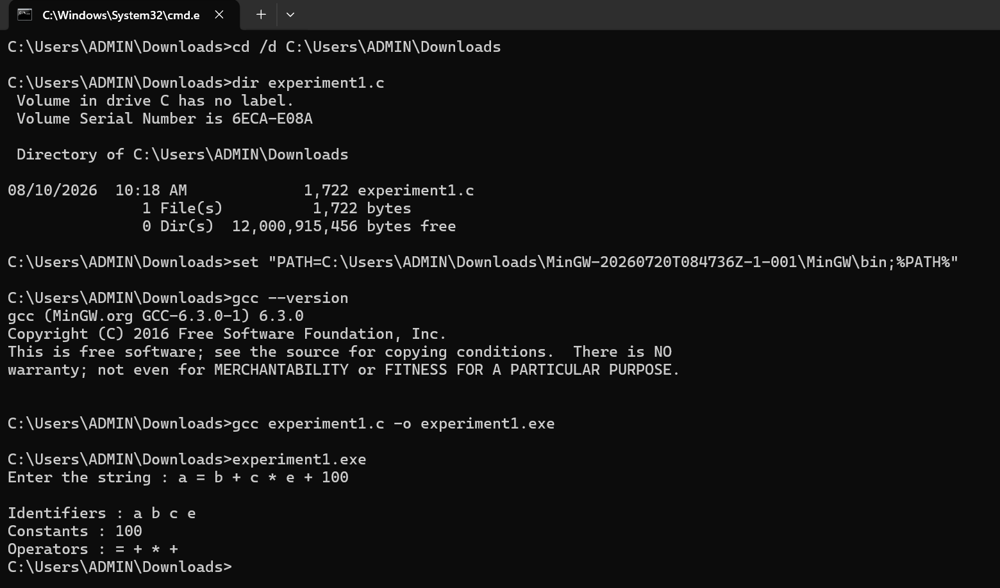 C:\Windows\System32\cmd.e
C:\Users\ADMIN\Downloads>cd /d C:\Users\ADMIN\Downloads
C:\Users\ADMIN\Downloads>dir experiment1.c
Volume in drive C has no label.
Volume Serial Number is 6ECA-E08A
Directory of C:\Users\ADMIN\Downloads
08/10/2026  10:18 AM             1,722 experiment1.c
1 File(s)          1,722 bytes
0 Dir(s)  12,000,915,456 bytes free
C:\Users\ADMIN\Downloads>set "PATH=C:\Users\ADMIN\Downloads\MinGW-20260720T084736Z-1-001\MinGW\bin;%PATH%"
C:\Users\ADMIN\Downloads>gcc --version
gcc (MinGW.org GCC-6.3.0-1) 6.3.0
Copyright (C) 2016 Free Software Foundation, Inc.
This is free software; see the source for copying conditions.  There is NO
warranty; not even for MERCHANTABILITY or FITNESS FOR A PARTICULAR PURPOSE.
C:\Users\ADMIN\Downloads>gcc experiment1.c -o experiment1.exe
C:\Users\ADMIN\Downloads>experiment1.exe
Enter the string : a = b + c * e + 100
Identifiers : a b c e
Constants : 100
Operators : = + * +
C:\Users\ADMIN\Downloads>